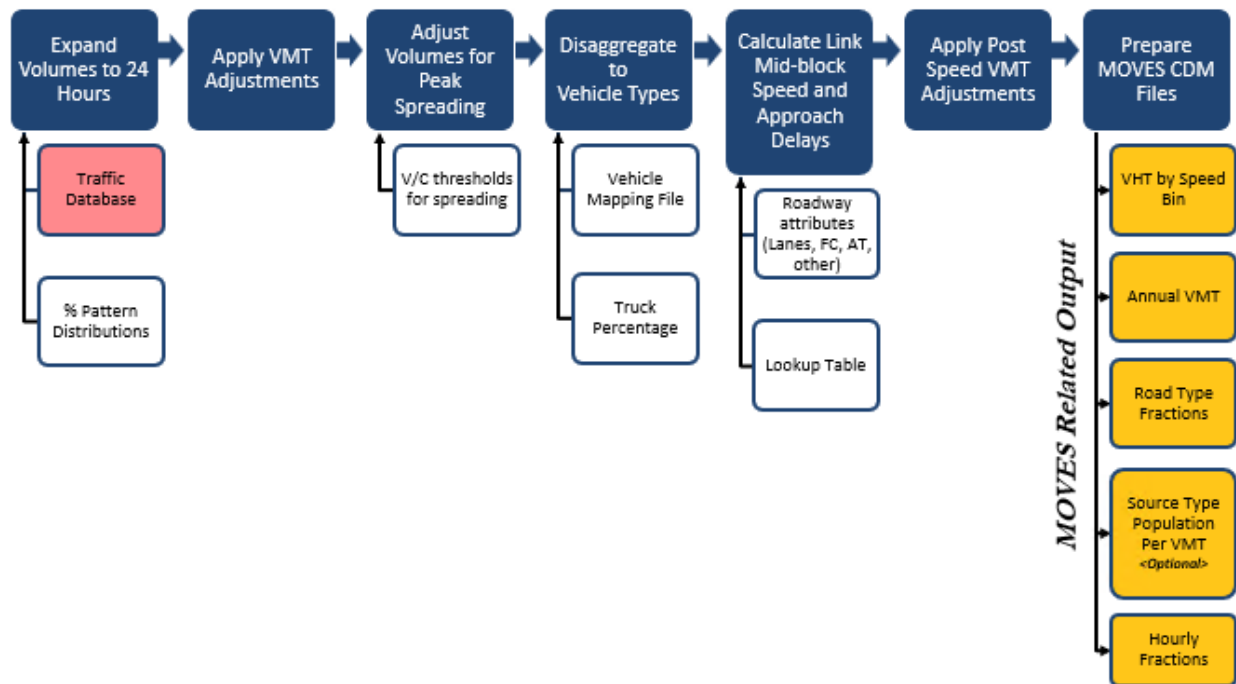 Expand
Volumes to 24
Hours
Apply VMT
Adjustments
Adjust
Volumes for
Peak
Spreading
Disaggregate
to
Vehicle Types
Calculate Link
Mid-block
Speed and
Approach
Delays
Apply Post
Speed VMT
Adjustments
Prepare
MOVES CDM
Files
Traffic
Database
% Pattern
Distributions
V/C thresholds
for spreading
Vehicle
Mapping File
Truck
Percentage
Roadway
attributes
(Lanes, FC, AT,
other)
Lookup Table
MOVES Related Output
VHT by Speed
Bin
Annual VMT
Road Type
Fractions
Source Type
Population
Per VMT
<Optional>
Hourly
Fractions